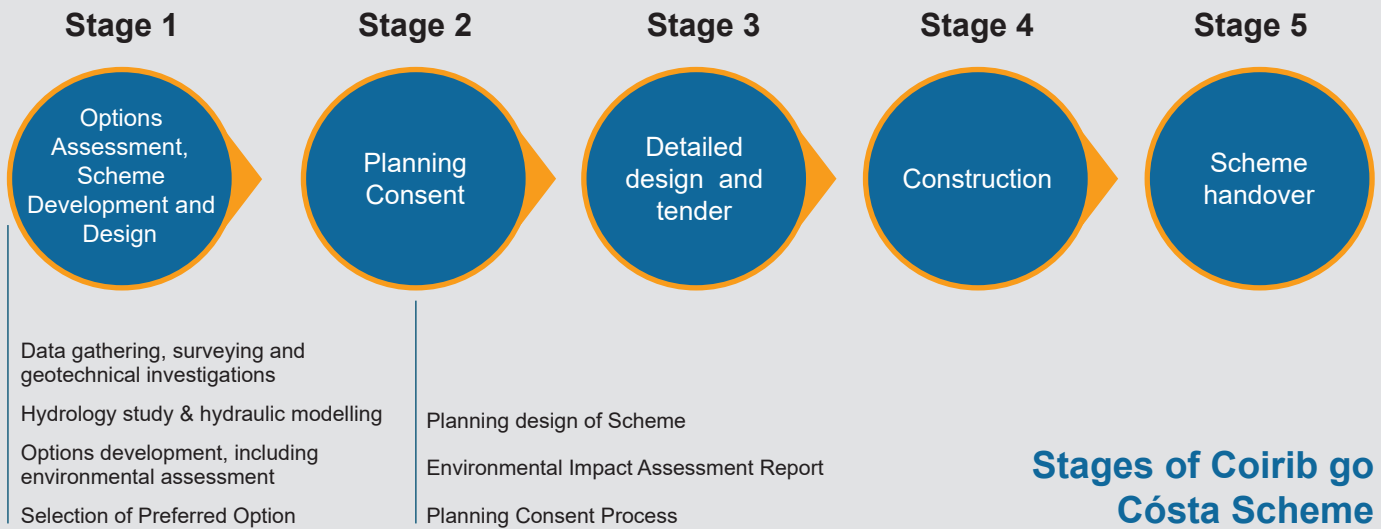 Stage 1
Stage 2
Stage 3
Stage 4
Stage 5
Options
Assessment,
Scheme
Development and
Design
Planning
Consent
Detailed
design and
tender
Construction
Scheme
handover
Data gathering, surveying and
geotechnical investigations
Hydrology study & hydraulic modelling
Options development, including
environmental assessment
Selection of Preferred Option
Planning design of Scheme
Environmental Impact Assessment Report
Planning Consent Process
Stages of Coirib go
Cósta Scheme